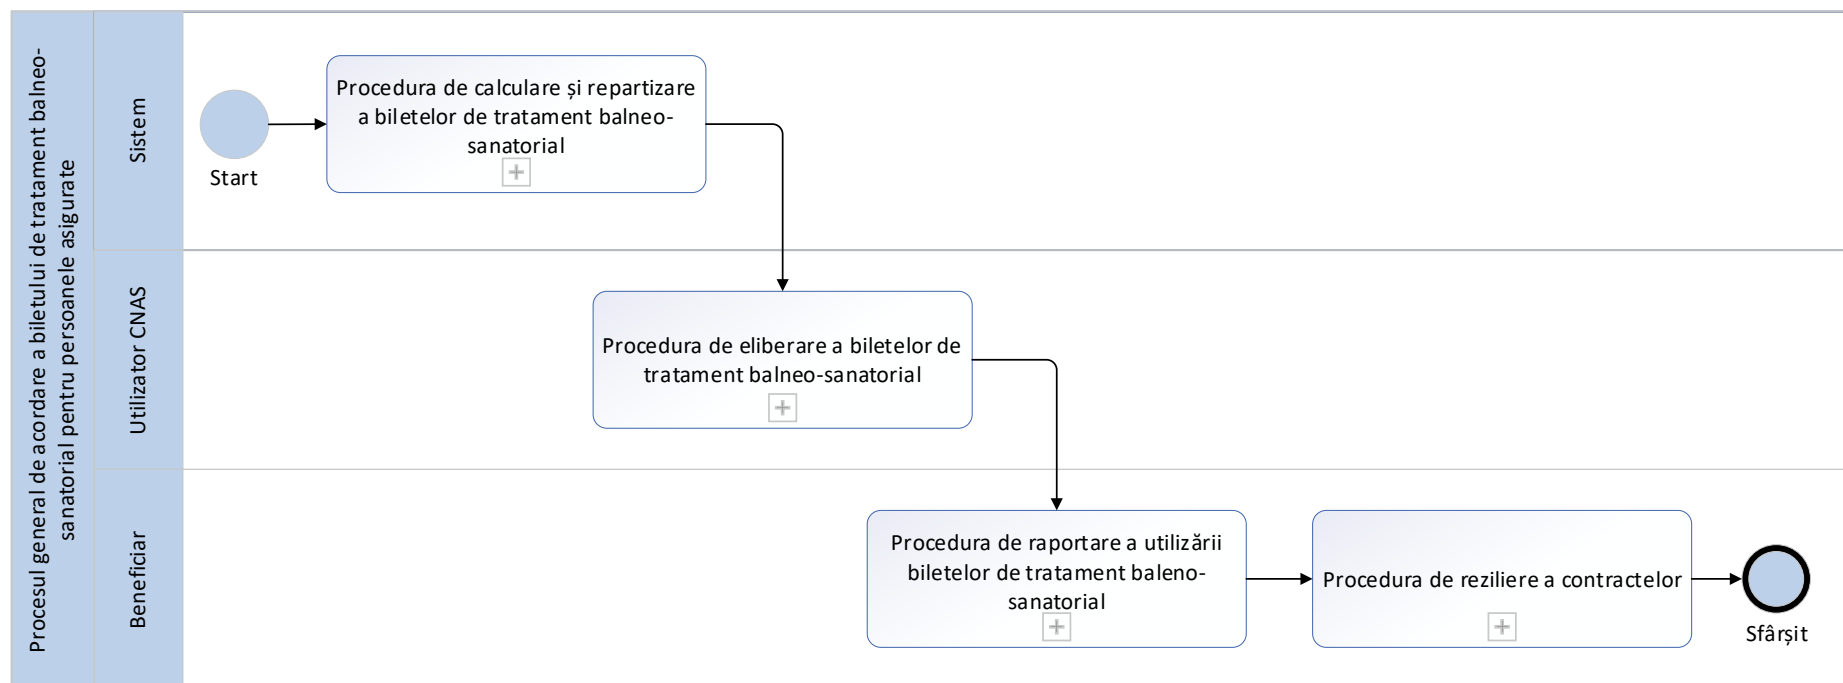 Procesul general de acordare a biletului de tratament balneo-
sanatorial pentru persoanele asigurate
Sistem
Start
Procedura de calculare și repartizare
a biletelor de tratament balneo-
sanatorial
Utilizator CNAS
Procedura de eliberare a biletelor de
tratament balneo-sanatorial
Beneficiar
Procedura de raportare a utilizării
biletelor de tratament baleno-
sanatorial
Procedura de reziliere a contractelor
Sfârșit